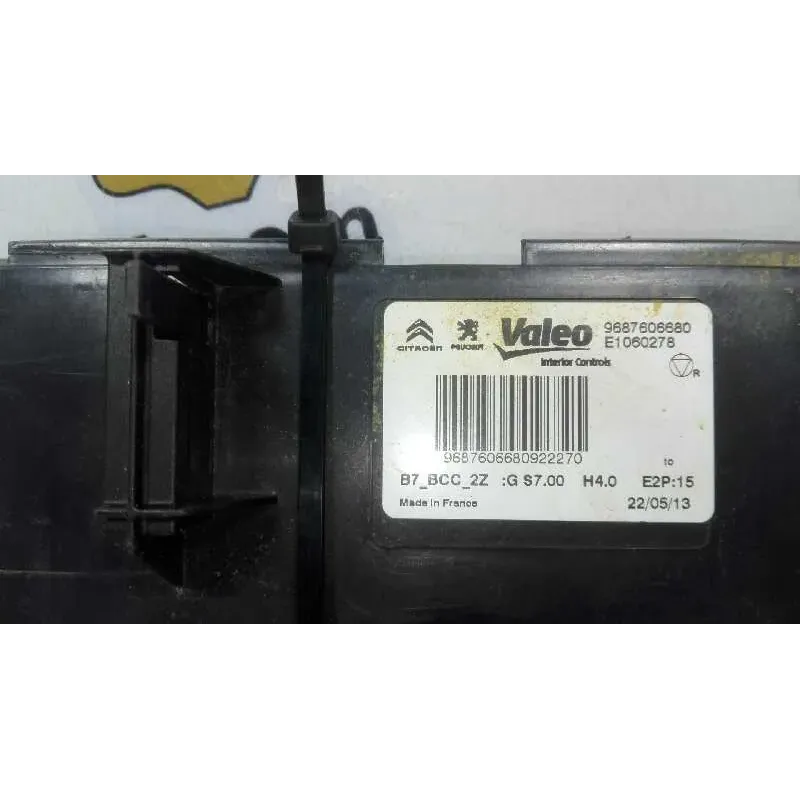 CITROËN PEUGEOT Valeo 9687606680
E1060278
Interior Controls
R
9687606680922270
to
B7_BCC_2Z :G S7.00 H4.0 E2P:15
Made in France 22/05/13